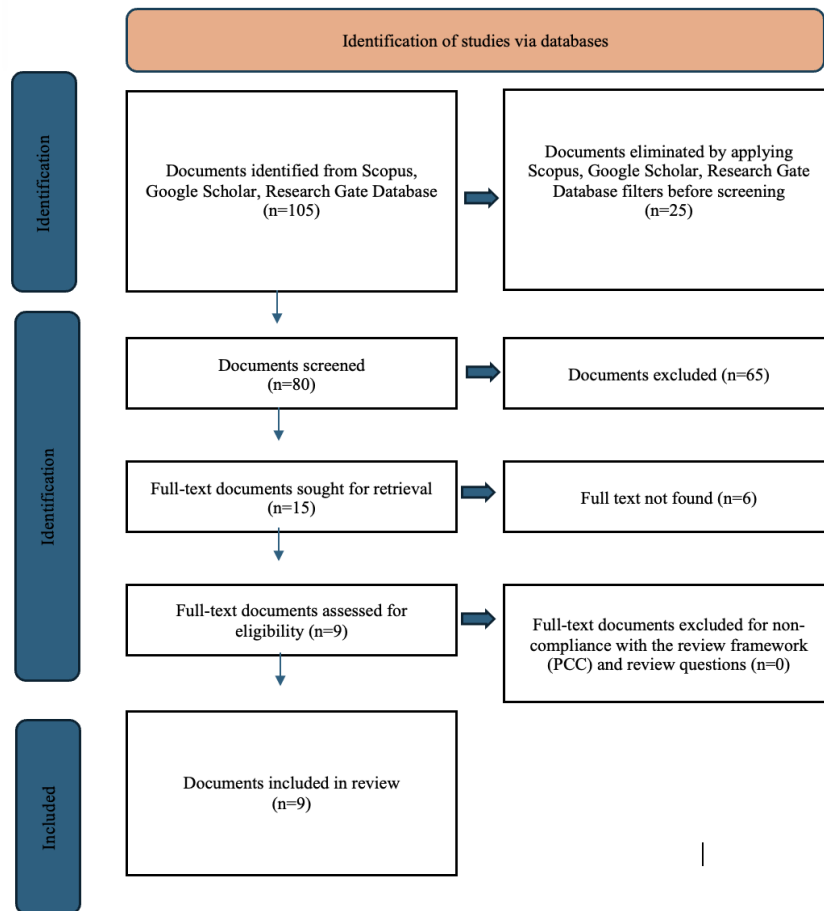 Identification of studies via databases
Identification
Documents identified from Scopus,
Google Scholar, Research Gate Database
(n=105)
Documents eliminated by applying
Scopus, Google Scholar, Research Gate
Database filters before screening
(n=25)
Identification
Documents screened
(n=80)
Documents excluded (n=65)
Full-text documents sought for retrieval
(n=15)
Full text not found (n=6)
Full-text documents assessed for
eligibility (n=9)
Full-text documents excluded for non-
compliance with the review framework
(PCC) and review questions (n=0)
Included
Documents included in review
(n=9)